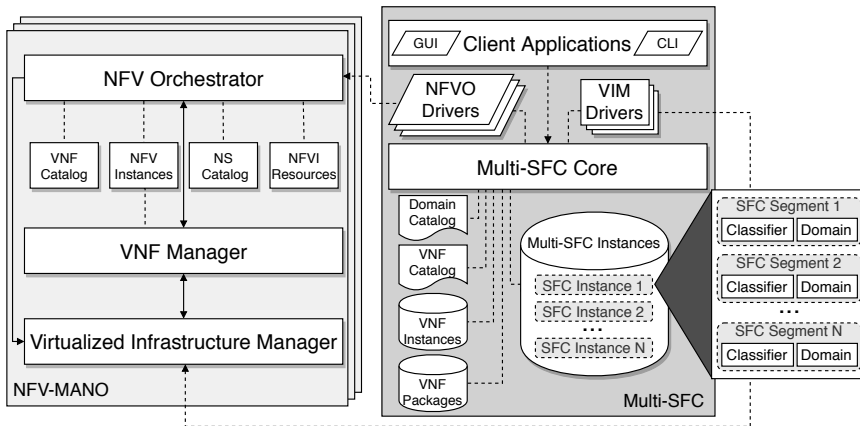 NFV Orchestrator
VNF
Catalog
NFV
Instances
NS
Catalog
NFVI
Resources
VNF Manager
Virtualized Infrastructure Manager
NFV-MANO
GUI
Client Applications
CLI
NFVO
Drivers
VIM
Drivers
Multi-SFC Core
Domain
Catalog
VNF
Catalog
VNF
Instances
VNF
Packages
Multi-SFC Instances
SFC Instance 1
SFC Instance 2
...
SFC Instance N
Multi-SFC
SFC Segment 1
Classifier
Domain
SFC Segment 2
Classifier
Domain
...
SFC Segment N
Classifier
Domain